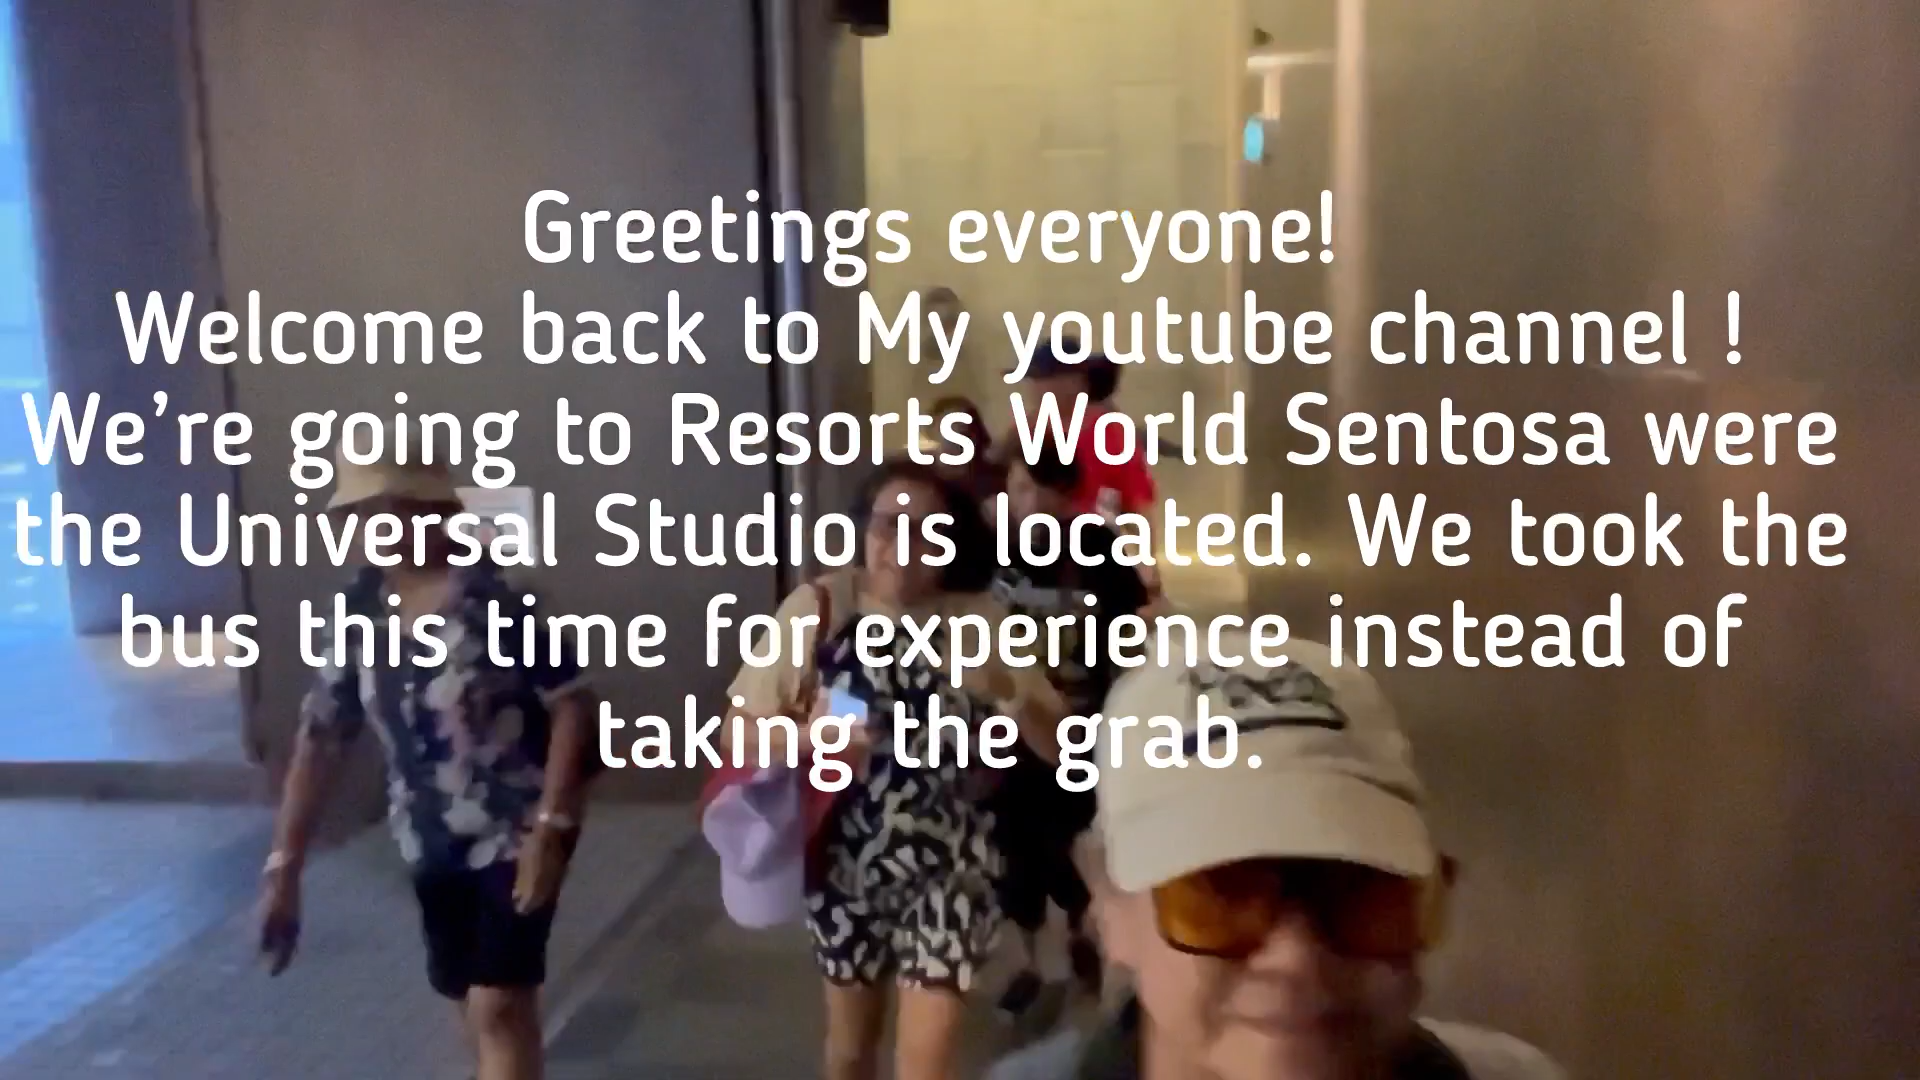 Greetings everyone!
Welcome back to My youtube channel !
We’re going to Resorts World Sentosa were
the Universal Studio is located. We took the
bus this time for experience instead of
taking the grab.